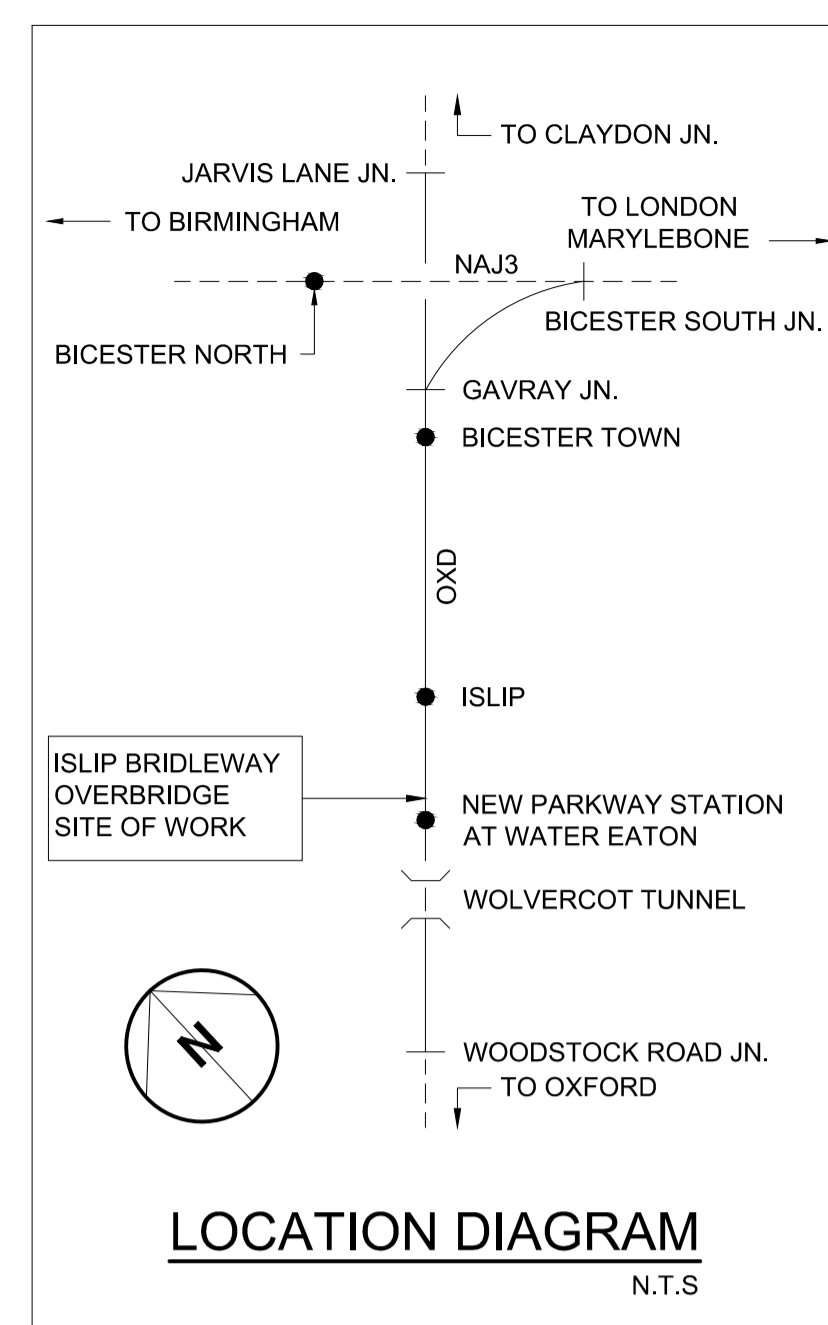 TO CLAYDON JN.
JARVIS LANE JN.
TO BIRMINGHAM
TO LONDON
MARYLEBONE
NAJ3
BICESTER SOUTH JN.
BICESTER NORTH
GAVRAY JN.
BICESTER TOWN
OXD
ISLIP
ISLIP BRIDLEWAY
OVERBRIDGE
SITE OF WORK
NEW PARKWAY STATION
AT WATER EATON
WOLVERCOT TUNNEL
N
WOODSTOCK ROAD JN.
TO OXFORD
LOCATION DIAGRAM
N.T.S